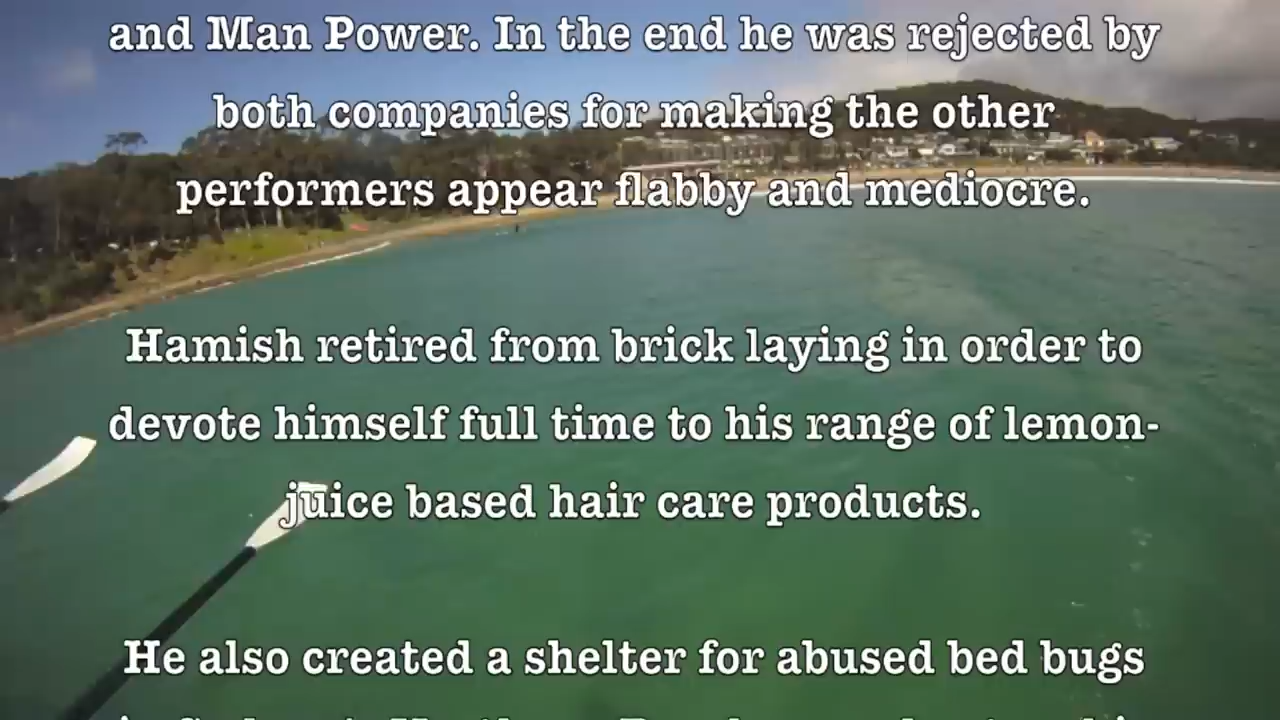 and Man Power. In the end he was rejected by
both companies for making the other
performers appear flabby and mediocre.
Hamish retired from brick laying in order to
devote himself full time to his range of lemon-
juice based hair care products.
He also created a shelter for abused bed bugs